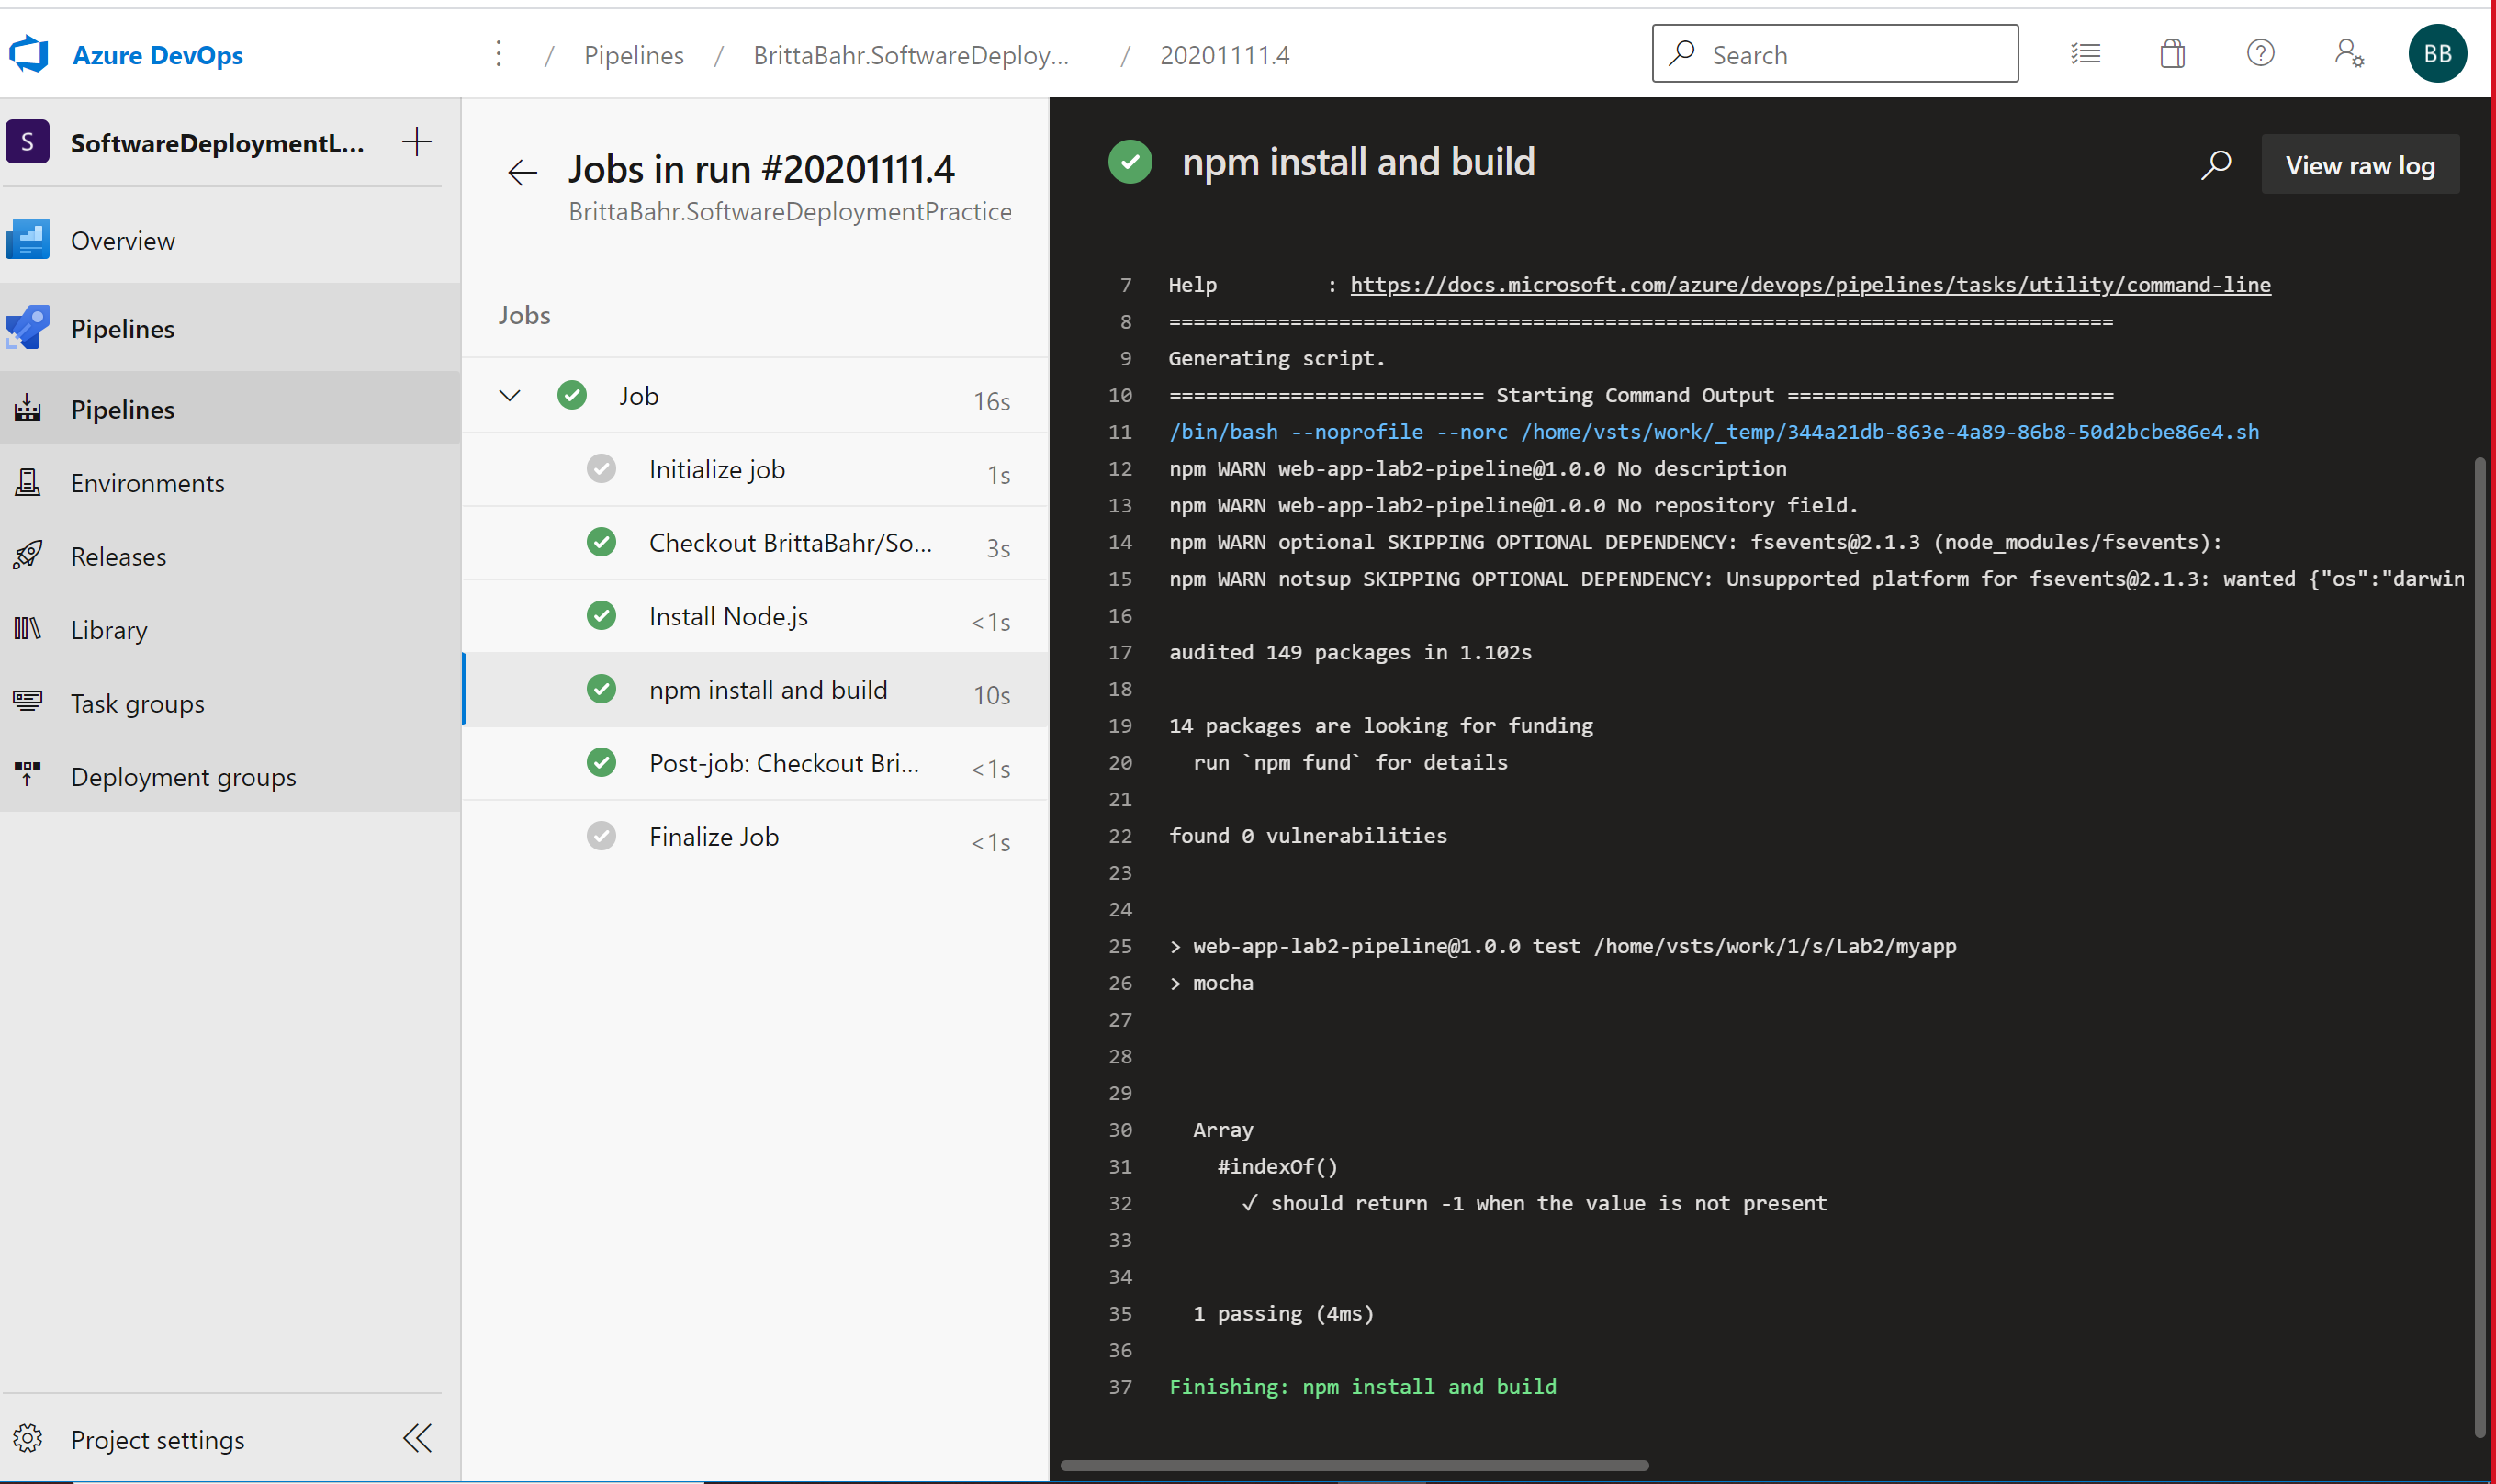 Azure DevOps
/ Pipelines / BrittaBahr.SoftwareDeploy... / 20201111.4
Search
BB
S SoftwareDeploymentL...
Overview
Pipelines
Pipelines
Environments
Releases
Library
Task groups
Deployment groups
Project settings
Jobs in run #20201111.4
BrittaBahr.SoftwareDeploymentPractice
Jobs
Job 16s
Initialize job 1s
Checkout BrittaBahr/So... 3s
Install Node.js <1s
npm install and build 10s
Post-job: Checkout Bri... <1s
Finalize Job <1s
npm install and build
View raw log
7 Help : https://docs.microsoft.com/azure/devops/pipelines/tasks/utility/command-line
8 ==============================================================================
9 Generating script.
10 ========================== Starting Command Output ===========================
11 /bin/bash --noprofile --norc /home/vsts/work/_temp/344a21db-863e-4a89-86b8-50d2bcbe86e4.sh
12 npm WARN web-app-lab2-pipeline@1.0.0 No description
13 npm WARN web-app-lab2-pipeline@1.0.0 No repository field.
14 npm WARN optional SKIPPING OPTIONAL DEPENDENCY: fsevents@2.1.3 (node_modules/fsevents):
15 npm WARN notsup SKIPPING OPTIONAL DEPENDENCY: Unsupported platform for fsevents@2.1.3: wanted {"os":"darwin
16
17 audited 149 packages in 1.102s
18
19 14 packages are looking for funding
20 run `npm fund` for details
21
22 found 0 vulnerabilities
23
24
25 > web-app-lab2-pipeline@1.0.0 test /home/vsts/work/1/s/Lab2/myapp
26 > mocha
27
28
29
30 Array
31 #indexOf()
32 ✓ should return -1 when the value is not present
33
34
35 1 passing (4ms)
36
37 Finishing: npm install and build